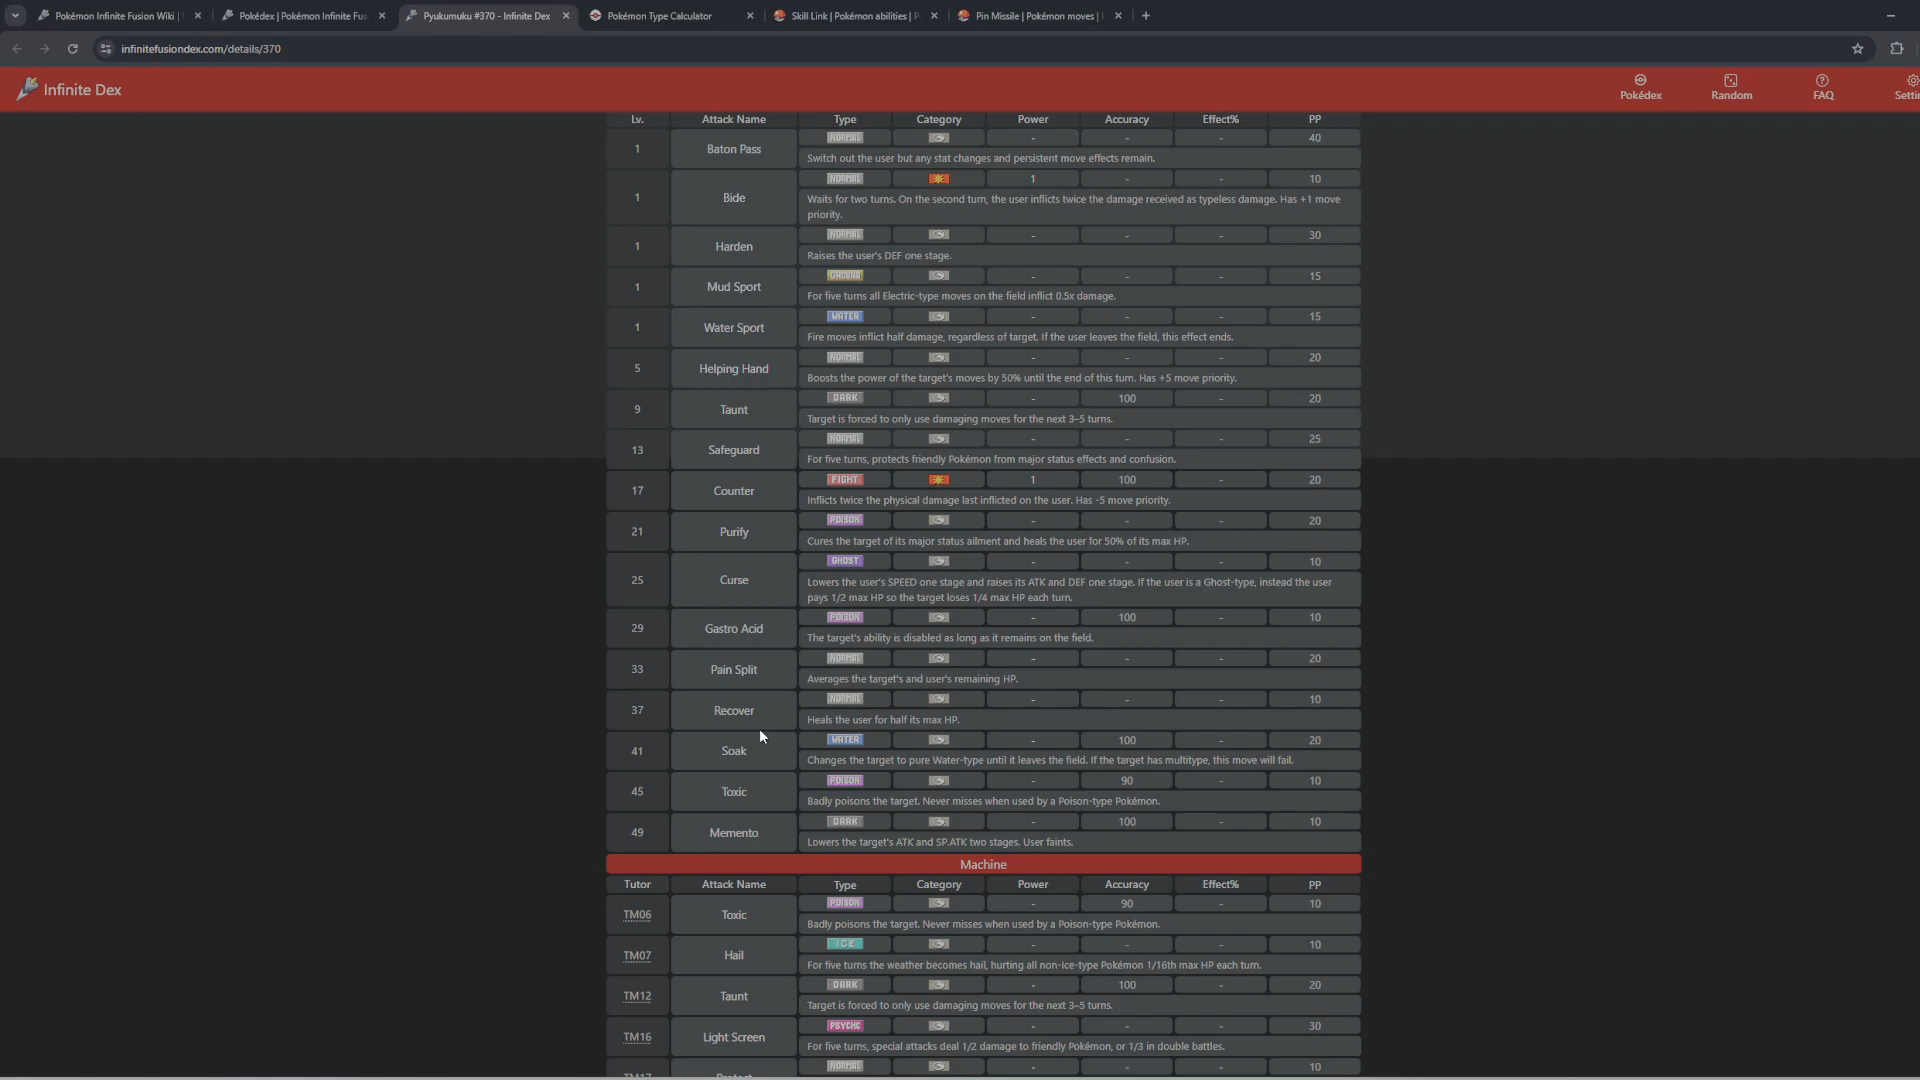 Pokémon Infinite Fusion Wiki |
Pokédex | Pokémon Infinite Fus
Pyukumuku #370 - Infinite Dex
Pokémon Type Calculator
Skill Link | Pokémon abilities | P
Pin Missile | Pokémon moves |
infinitefusiondex.com/details/370
Infinite Dex
Pokédex
Random
FAQ
Settin
Lv. Attack Name Type Category Power Accuracy Effect% PP
1 Baton Pass NORMAL - - - 40
Switch out the user but any stat changes and persistent move effects remain.
1 Bide NORMAL 1 - - 10
Waits for two turns. On the second turn, the user inflicts twice the damage received as typeless damage. Has +1 move
priority.
1 Harden NORMAL - - - 30
Raises the user's DEF one stage.
1 Mud Sport GROUND - - - 15
For five turns all Electric-type moves on the field inflict 0.5x damage.
1 Water Sport WATER - - - 15
Fire moves inflict half damage, regardless of target. If the user leaves the field, this effect ends.
5 Helping Hand NORMAL - - - 20
Boosts the power of the target's moves by 50% until the end of this turn. Has +5 move priority.
9 Taunt DARK - 100 - 20
Target is forced to only use damaging moves for the next 3–5 turns.
13 Safeguard NORMAL - - - 25
For five turns, protects friendly Pokémon from major status effects and confusion.
17 Counter FIGHT 1 100 - 20
Inflicts twice the physical damage last inflicted on the user. Has -5 move priority.
21 Purify POISON - - - 20
Cures the target of its major status ailment and heals the user for 50% of its max HP.
25 Curse GHOST - - - 10
Lowers the user's SPEED one stage and raises its ATK and DEF one stage. If the user is a Ghost-type, instead the user
pays 1/2 max HP so the target loses 1/4 max HP each turn.
29 Gastro Acid POISON - 100 - 10
The target's ability is disabled as long as it remains on the field.
33 Pain Split NORMAL - - - 20
Averages the target's and user's remaining HP.
37 Recover NORMAL - - - 10
Heals the user for half its max HP.
41 Soak WATER - 100 - 20
Changes the target to pure Water-type until it leaves the field. If the target has multitype, this move will fail.
45 Toxic POISON - 90 - 10
Badly poisons the target. Never misses when used by a Poison-type Pokémon.
49 Memento DARK - 100 - 10
Lowers the target's ATK and SP.ATK two stages. User faints.
Machine
Tutor Attack Name Type Category Power Accuracy Effect% PP
TM06 Toxic POISON - 90 - 10
Badly poisons the target. Never misses when used by a Poison-type Pokémon.
TM07 Hail ICE - - - 10
For five turns the weather becomes hail, hurting all non-Ice-type Pokémon 1/16th max HP each turn.
TM12 Taunt DARK - 100 - 20
Target is forced to only use damaging moves for the next 3–5 turns.
TM16 Light Screen PSYCHC - - - 30
For five turns, special attacks deal 1/2 damage to friendly Pokémon, or 1/3 in double battles.
TM17 Protect NORMAL - - - 10